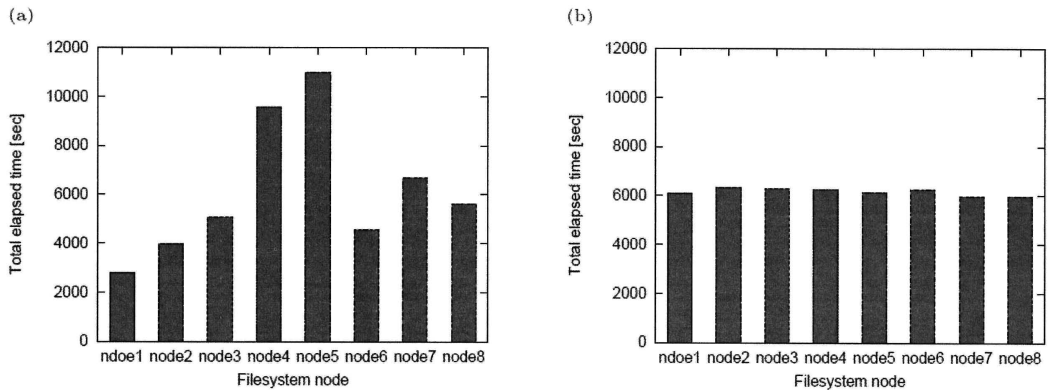 (a)
12000
10000
8000
6000
4000
2000
0
Total elapsed time [sec]
ndoe1 node2 node3 node4 node5 node6 node7 node8
Filesystem node
(b)
12000
10000
8000
6000
4000
2000
0
Total elapsed time [sec]
ndoe1 node2 node3 node4 node5 node6 node7 node8
Filesystem node